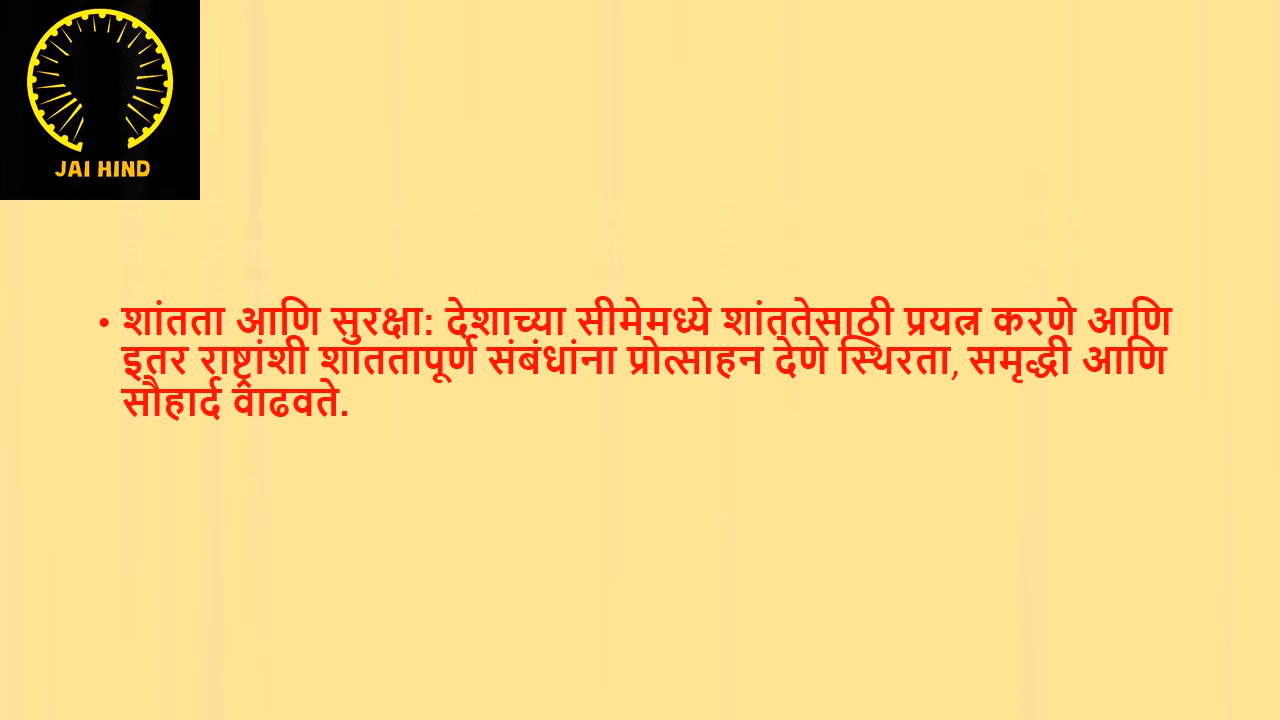 JAI HIND
• शांतता आणि सुरक्षा: देशाच्या सीमेमध्ये शांततेसाठी प्रयत्न करणे आणि
इतर राष्ट्रांशी शांततापूर्ण संबंधांना प्रोत्साहन देणे स्थिरता, समृद्धी आणि
सौहार्द वाढवते.